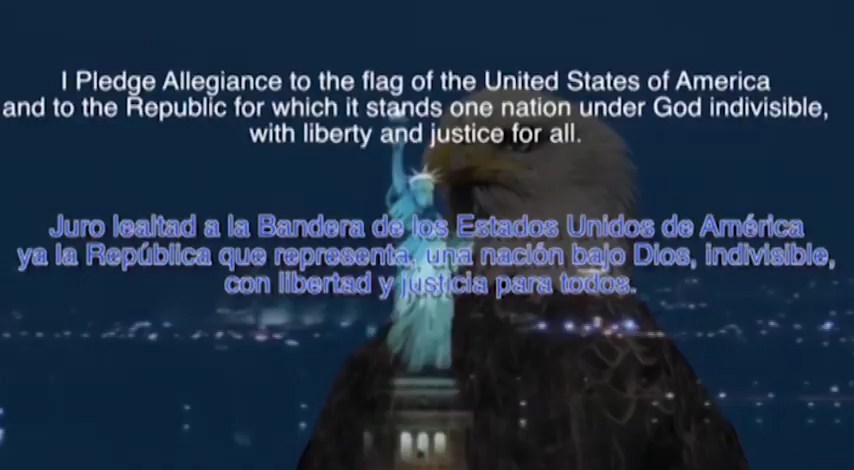 I Pledge Allegiance to the flag of the United States of America
and to the Republic for which it stands one nation under God indivisible,
with liberty and justice for all.
Juro lealtad a la Bandera de los Estados Unidos de América
ya la República que representa, una nación bajo Dios, indivisible,
con libertad y justicia para todos.